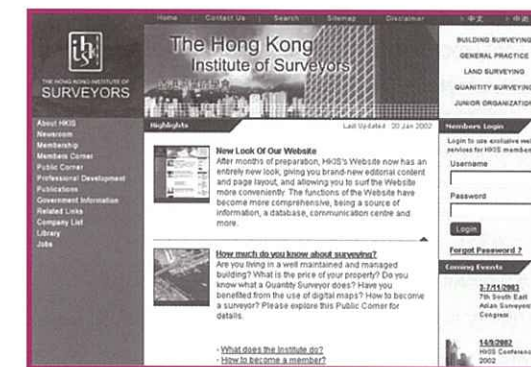 Home | Contact Us | Search | Sitemap | Disclaimer
THE HONG KONG INSTITUTE OF
SURVEYORS
The Hong Kong
Institute of Surveyors
BUILDING SURVEYING
GENERAL PRACTICE
LAND SURVEYING
QUANTITY SURVEYING
JUNIOR ORGANIZATION
About HKIS
Newsroom
Membership
Members Corner
Public Corner
Professional Development
Publications
Government Information
Related Links
Company List
Library
Jobs
Highlights
Last Updated: 20 Jan 2002
New Look Of Our Website
After months of preparation, HKIS's Website now has an
entirely new look, giving you brand-new editorial content
and page layout, and allowing you to surf the Website
more conveniently. The functions of the Website have
become more comprehensive, being a source of
information, a database, communication centre and
more.
How much do you know about surveying?
Are you living in a well maintained and managed
building? What is the price of your property? Do you
know what a Quantity Surveyor does? Have you
benefited from the use of digital maps? How to become
a surveyor? Please explore this Public Corner for
details.
- What does the Institute do?
- How to become a member?
Members Login
Login to use exclusive web
services for HKIS members
Username
Password
Login
Forgot Password ?
Coming Events
3-7/11/2003
7th South East
Asian Surveyors
Congress
14/9/2002
HKIS Conference
2002